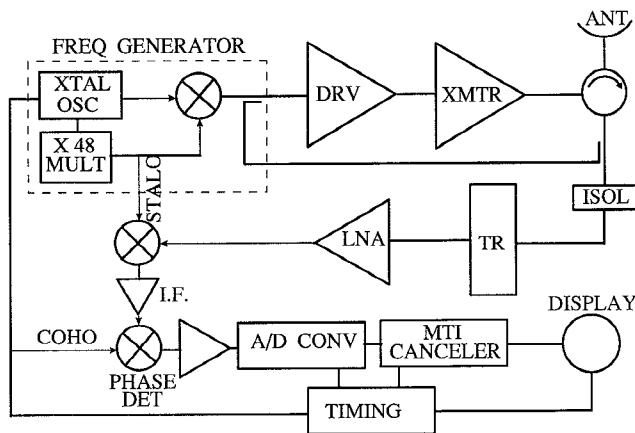 ANT
FREQ GENERATOR
XTAL
OSC
DRV
XMTR
X 48
MULT
STALO
ISOL
LNA
TR
I.F.
DISPLAY
COHO
A/D CONV
MTI
CANCELER
PHASE
DET
TIMING